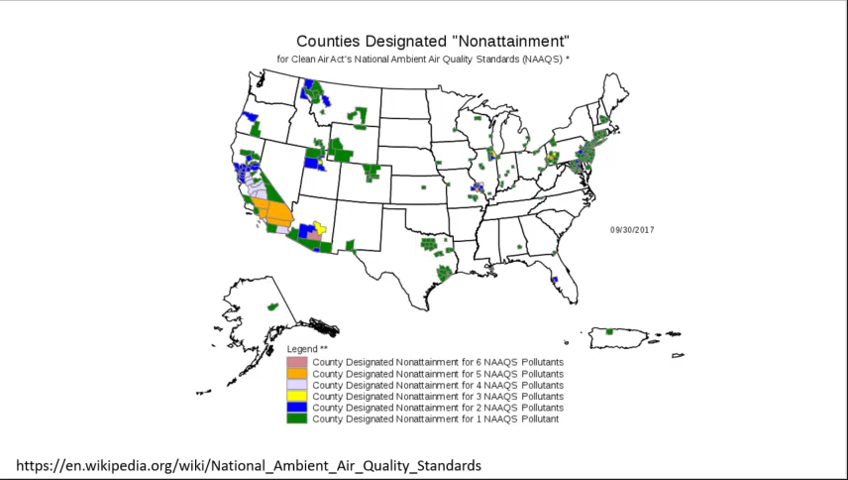 Counties Designated "Nonattainment"
for Clean Air Act's National Ambient Air Quality Standards (NAAQS) *
09/30/2017
Legend **
County Designated Nonattainment for 6 NAAQS Pollutants
County Designated Nonattainment for 5 NAAQS Pollutants
County Designated Nonattainment for 4 NAAQS Pollutants
County Designated Nonattainment for 3 NAAQS Pollutants
County Designated Nonattainment for 2 NAAQS Pollutants
County Designated Nonattainment for 1 NAAQS Pollutant
https://en.wikipedia.org/wiki/National_Ambient_Air_Quality_Standards